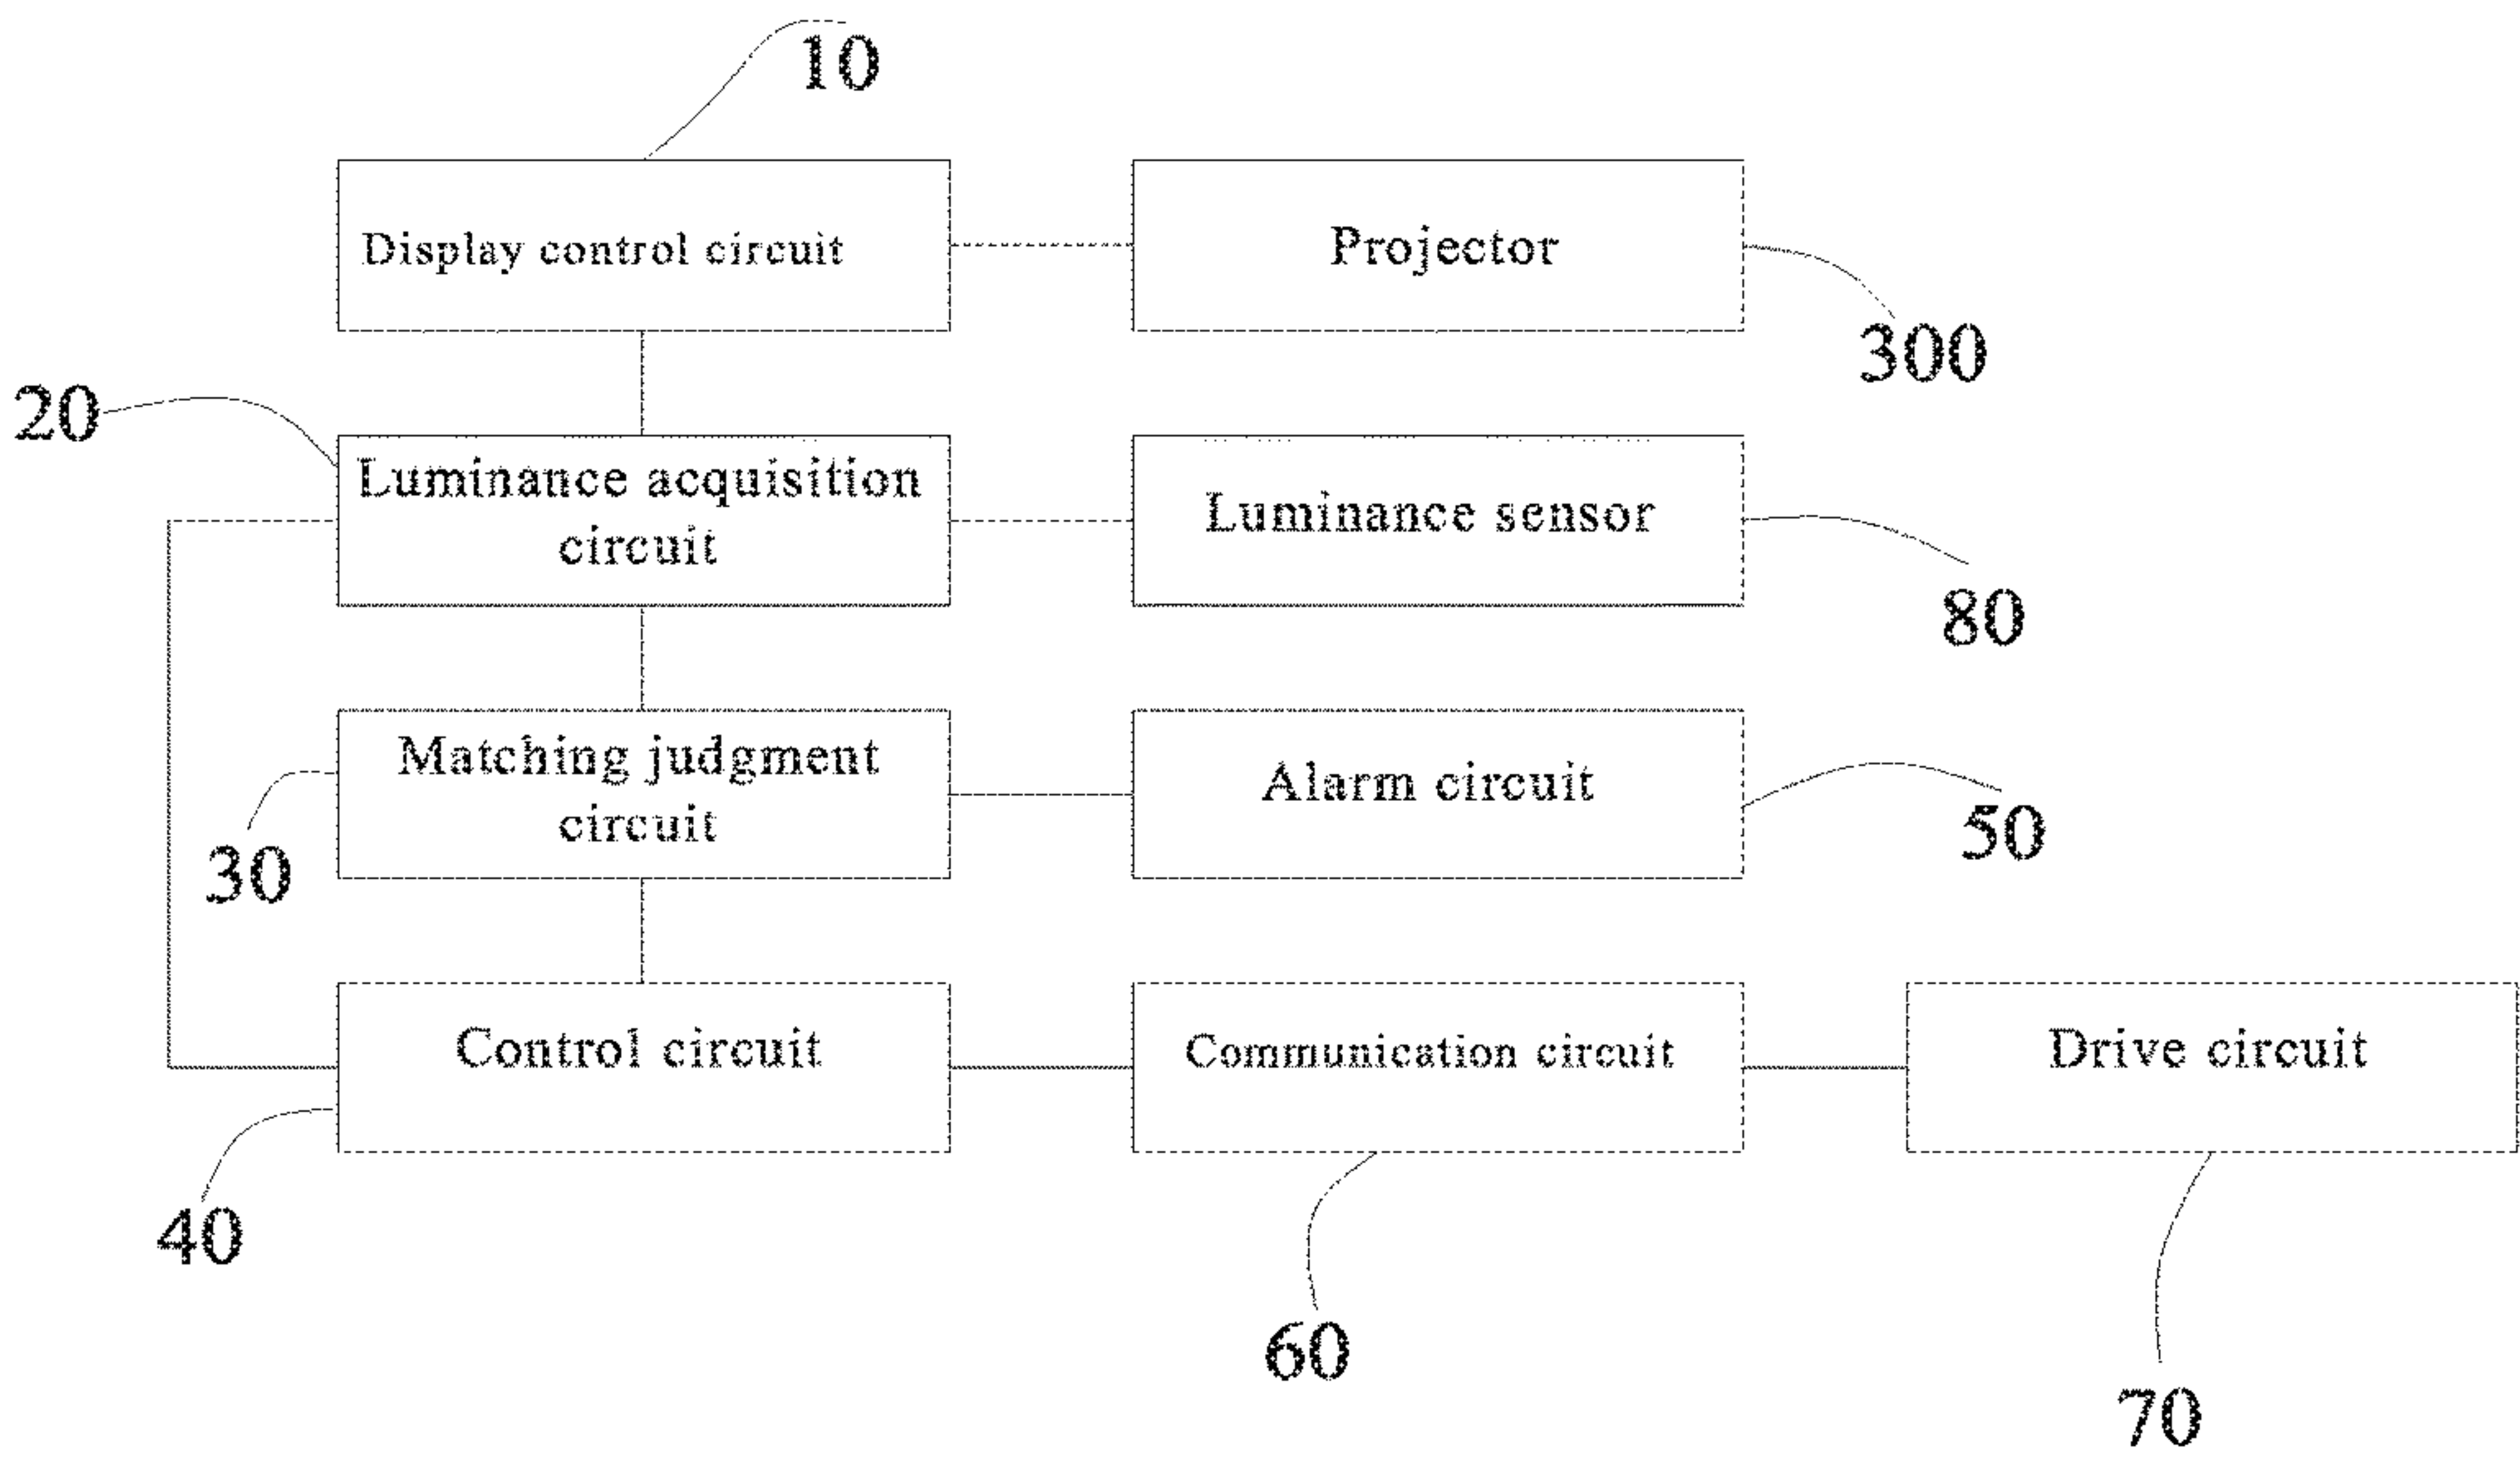 10
Display control circuit
Projector
300
20
Luminance acquisition
circuit
Luminance sensor
80
Matching judgment
circuit
Alarm circuit
50
30
Control circuit
Communication circuit
Drive circuit
40
60
70